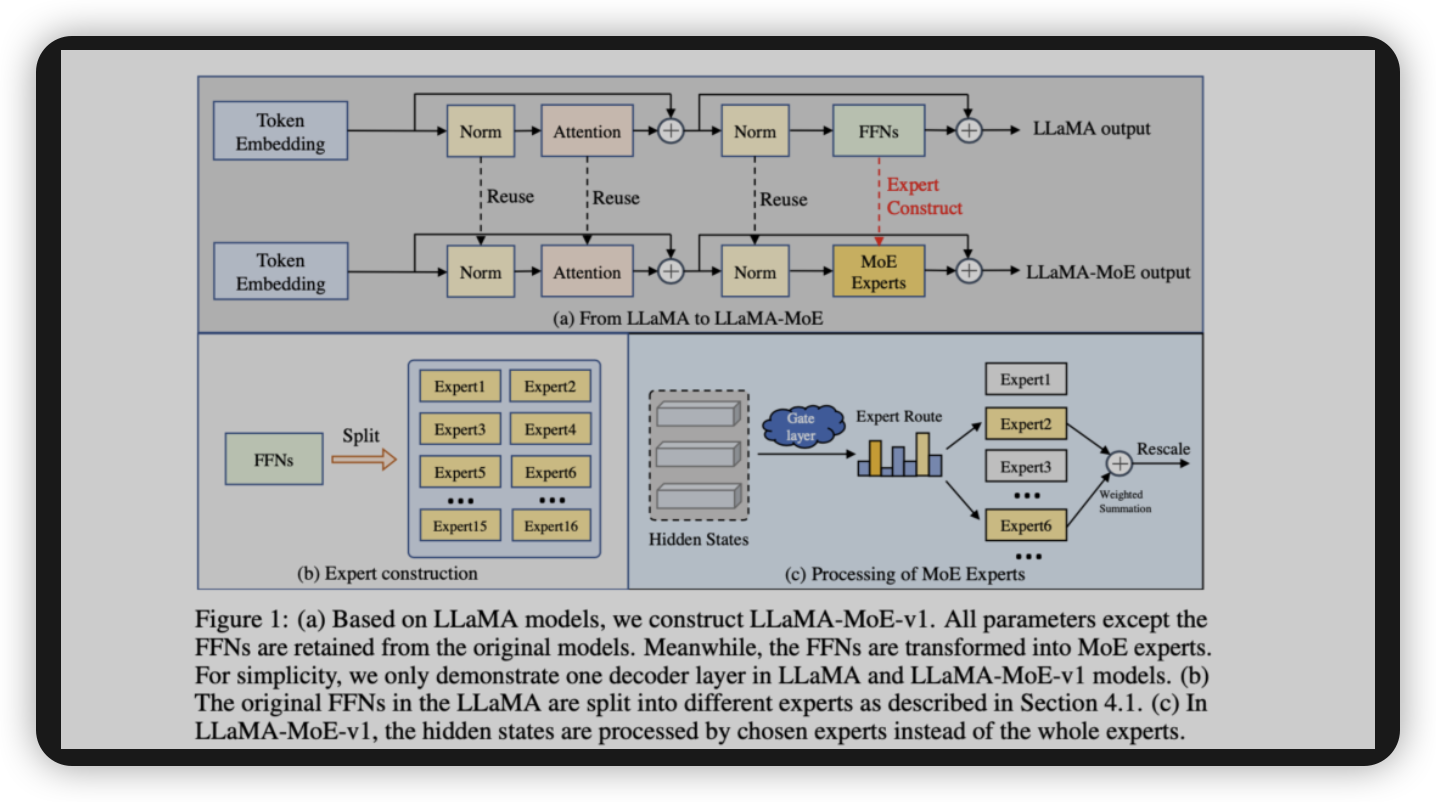 Token
Embedding
Norm
Attention
Norm
FFNs
LLaMA output
Reuse
Reuse
Reuse
Expert
Construct
Token
Embedding
Norm
Attention
Norm
MoE
Experts
LLaMA-MoE output
(a) From LLaMA to LLaMA-MoE
FFNs
Split
Expert1
Expert2
Expert3
Expert4
Expert5
Expert6
•••
•••
Expert15
Expert16
(b) Expert construction
Hidden States
Gate
layer
Expert Route
Expert1
Expert2
Expert3
•••
Expert6
•••
Rescale
Weighted
Summation
(c) Processing of MoE Experts
Figure 1: (a) Based on LLaMA models, we construct LLaMA-MoE-v1. All parameters except the
FFNs are retained from the original models. Meanwhile, the FFNs are transformed into MoE experts.
For simplicity, we only demonstrate one decoder layer in LLaMA and LLaMA-MoE-v1 models. (b)
The original FFNs in the LLaMA are split into different experts as described in Section 4.1. (c) In
LLaMA-MoE-v1, the hidden states are processed by chosen experts instead of the whole experts.